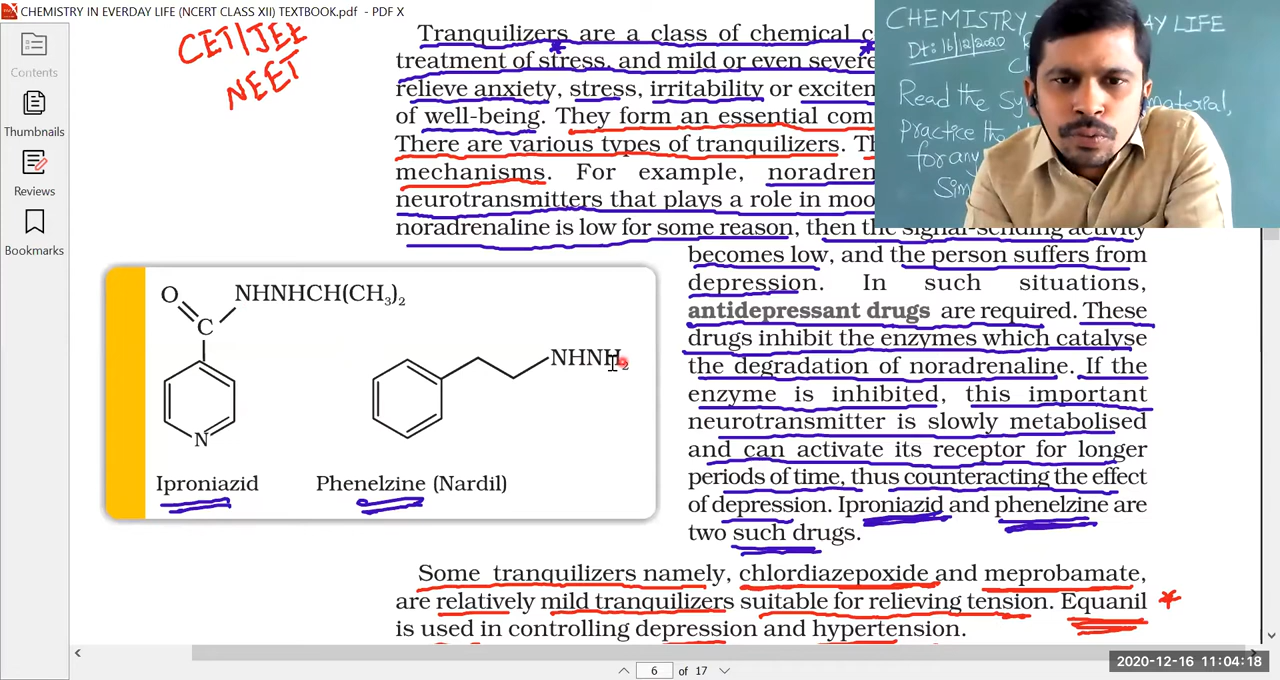 CHEMISTRY IN EVERDAY LIFE (NCERT CLASS XII) TEXTBOOK.pdf - PDF X
Contents
Thumbnails
Reviews
Bookmarks
CET/JEE
NEET
CHEMISTRY DAY LIFE
Dt: 16/12/2020
Read the Sy material,
Practice the
for any
Sim
Tranquilizers are a class of chemical c
treatment of stress, and mild or even severe
relieve anxiety, stress, irritability or exciten
of well-being. They form an essential com
There are various types of tranquilizers. Th
mechanisms. For example, noradren
neurotransmitters that plays a role in moo
noradrenaline is low for some reason, then the signal-sending activity
becomes low, and the person suffers from
depression. In such situations,
antidepressant drugs are required. These
drugs inhibit the enzymes which catalyse
the degradation of noradrenaline. If the
enzyme is inhibited, this important
neurotransmitter is slowly metabolised
and can activate its receptor for longer
periods of time, thus counteracting the effect
of depression. Iproniazid and phenelzine are
two such drugs.
O NHNHCH(CH₃)₂
C
NHNH₂
N
Iproniazid Phenelzine (Nardil)
Some tranquilizers namely, chlordiazepoxide and meprobamate,
are relatively mild tranquilizers suitable for relieving tension. Equanil
is used in controlling depression and hypertension.
6 of 17
2020-12-16 11:04:18